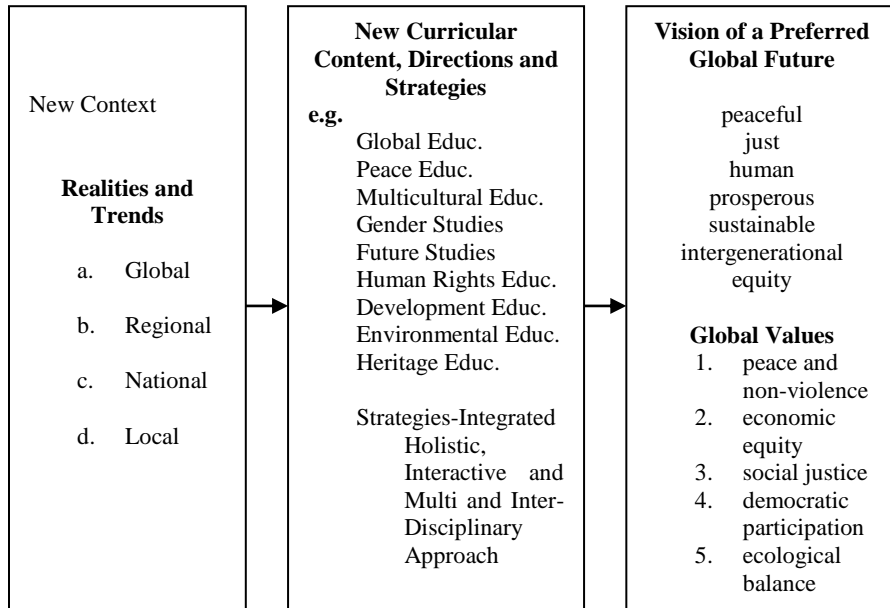 New Context
Realities and
Trends
a. Global
b. Regional
c. National
d. Local
New Curricular
Content, Directions and
Strategies
e.g.
Global Educ.
Peace Educ.
Multicultural Educ.
Gender Studies
Future Studies
Human Rights Educ.
Development Educ.
Environmental Educ.
Heritage Educ.
Strategies-Integrated
Holistic,
Interactive and
Multi and Inter-
Disciplinary
Approach
Vision of a Preferred
Global Future
peaceful
just
human
prosperous
sustainable
intergenerational
equity
Global Values
1. peace and
non-violence
2. economic
equity
3. social justice
4. democratic
participation
5. ecological
balance